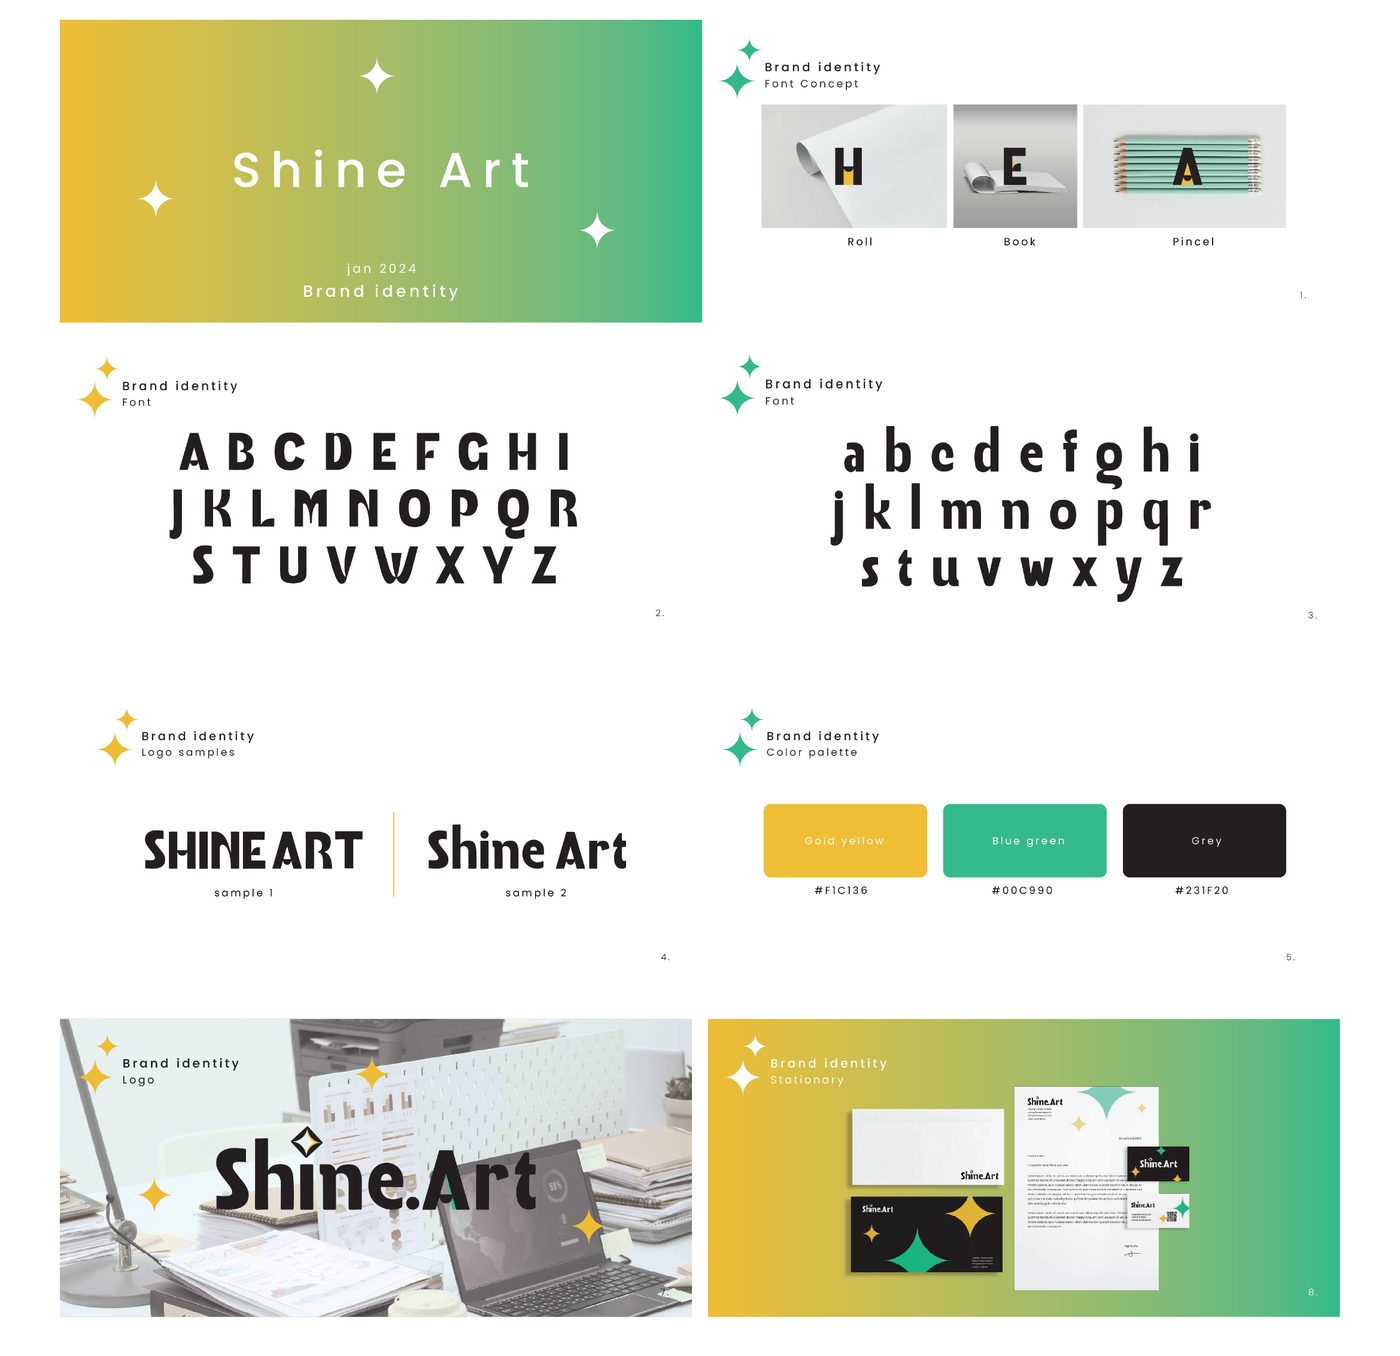 Shine Art
jan 2024
Brand identity
Brand identity
Font Concept
H
E
A
Roll
Book
Pincel
1.
Brand identity
Font
A B C D E F G H I
J K L M N O P Q R
S T U V W X Y Z
2.
Brand identity
Font
a b c d e f g h i
j k l m n o p q r
s t u v w x y z
3.
Brand identity
Logo samples
SHINE ART
sample 1
Shine Art
sample 2
4.
Brand identity
Color palette
Gold yellow
Blue green
Grey
#F1C136
#00C990
#231F20
5.
Brand identity
Logo
Shine.Art
68%
Brand identity
Stationary
Shine.Art
Shine.Art
Shine.Art
Shine.Art
Shine.Art
8.